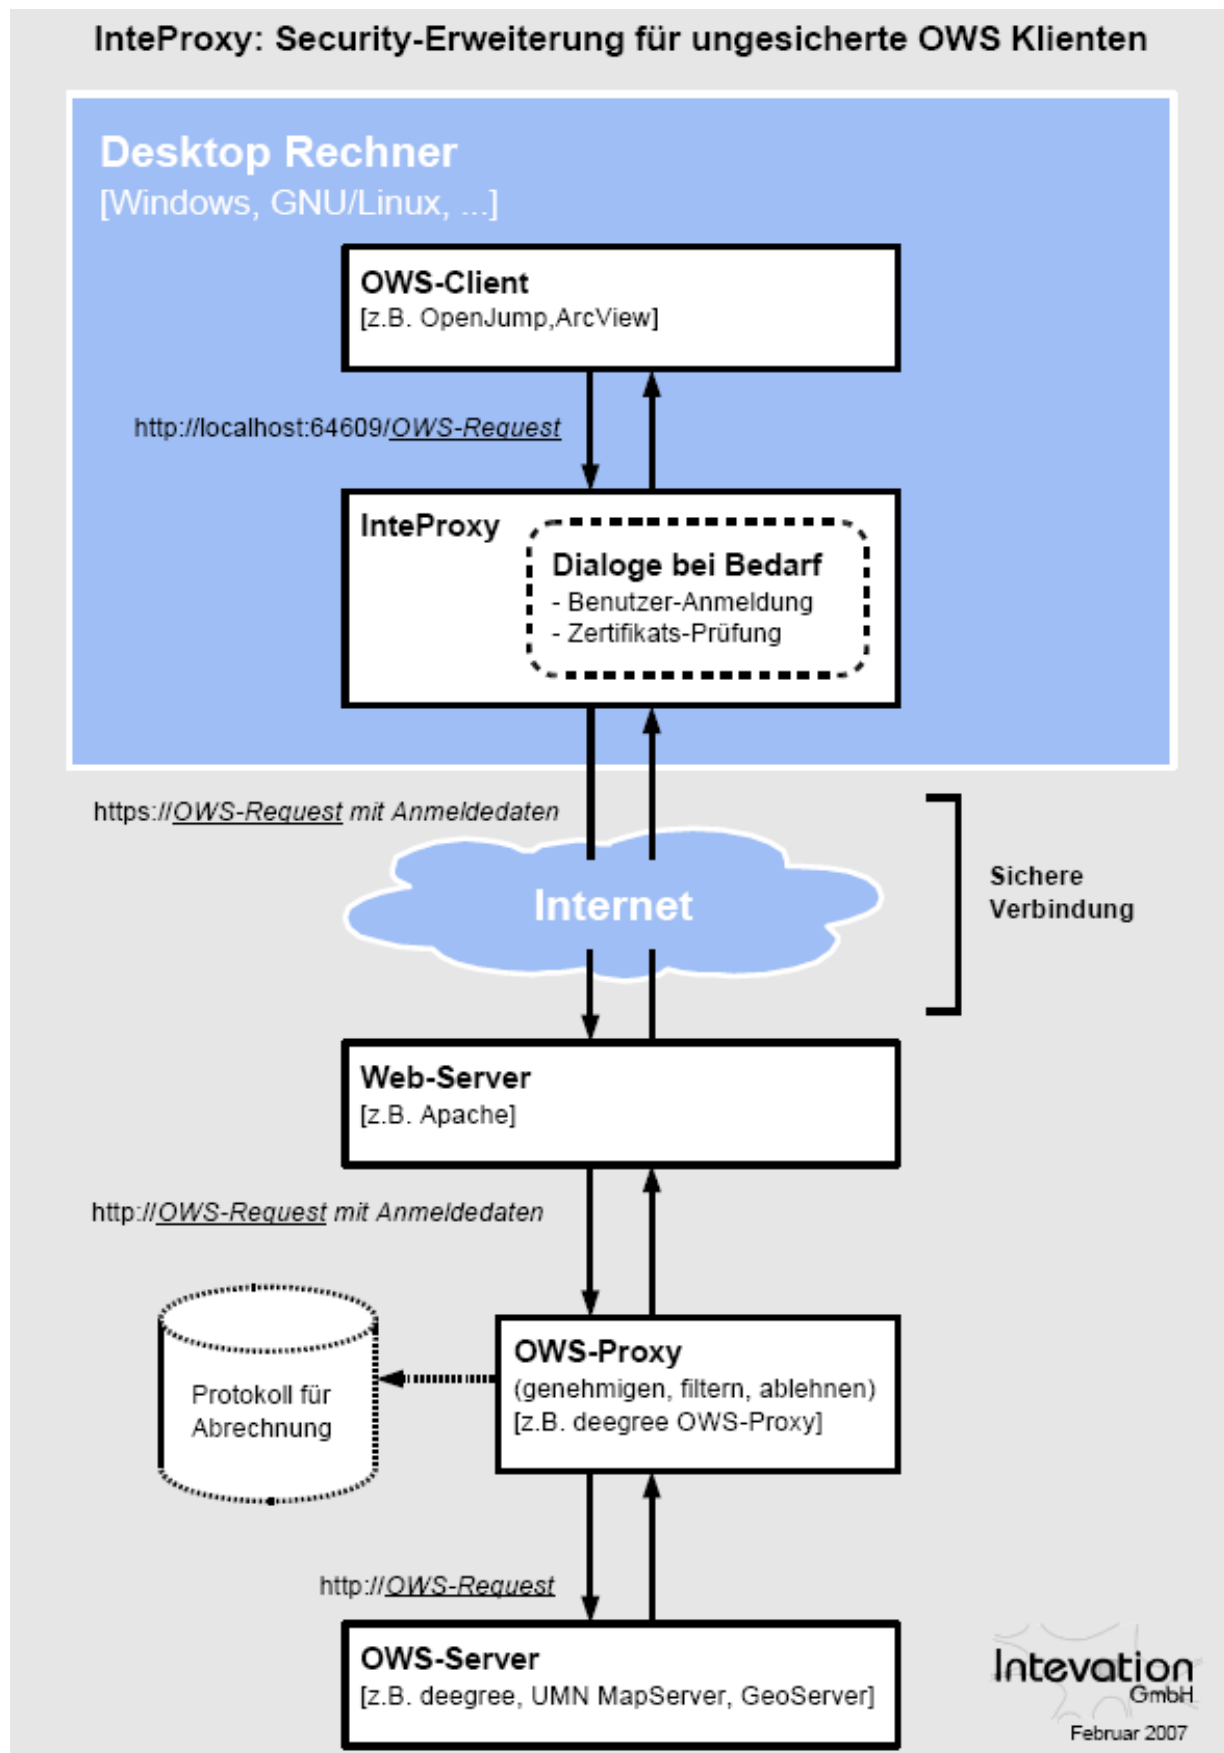 InteProxy: Security-Erweiterung für ungesicherte OWS Klienten
Desktop Rechner
[Windows, GNU/Linux, ...]
OWS-Client
[z.B. OpenJump,ArcView]
http://localhost:64609/OWS-Request
InteProxy
Dialoge bei Bedarf
- Benutzer-Anmeldung
- Zertifikats-Prüfung
https://OWS-Request mit Anmeldedaten
Internet
Sichere
Verbindung
Web-Server
[z.B. Apache]
http://OWS-Request mit Anmeldedaten
OWS-Proxy
(genehmigen, filtern, ablehnen)
[z.B. deegree OWS-Proxy]
Protokoll für
Abrechnung
http://OWS-Request
OWS-Server
[z.B. deegree, UMN MapServer, GeoServer]
Intevation
GmbH
Februar 2007